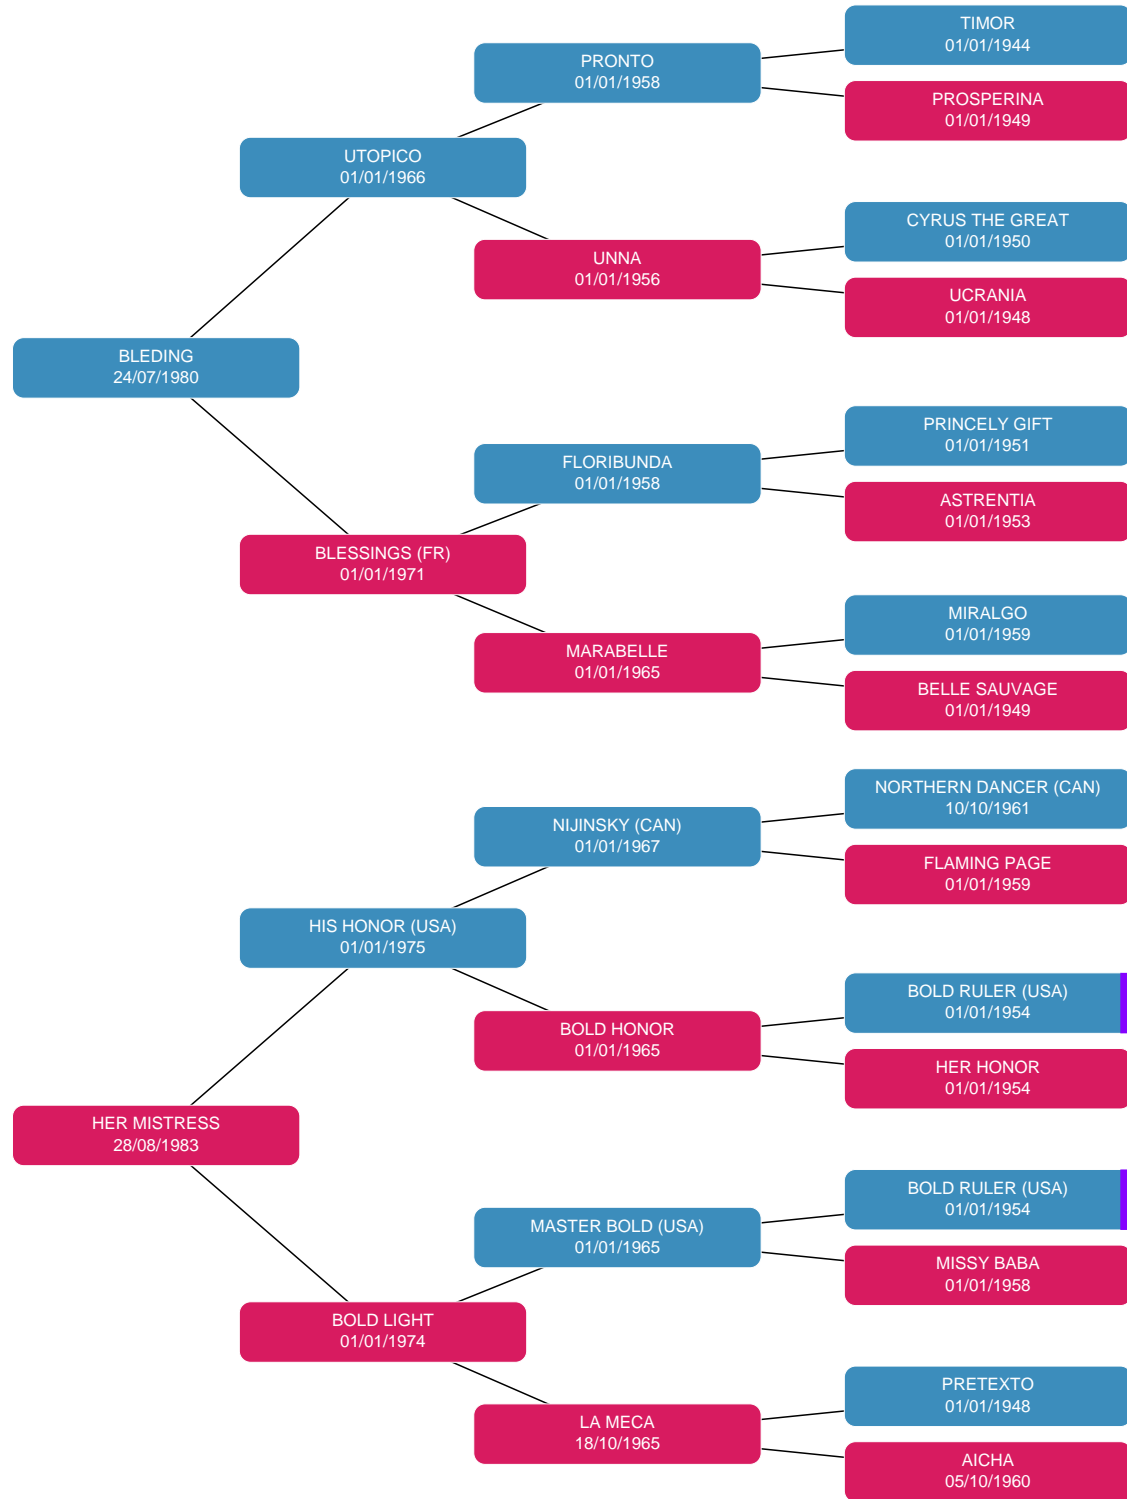 TIMOR
01/01/1944
PRONTO
01/01/1958
PROSPERINA
01/01/1949
UTOPICO
01/01/1966
CYRUS THE GREAT
01/01/1950
UNNA
01/01/1956
UCRANIA
01/01/1948
BLEDING
24/07/1980
PRINCELY GIFT
01/01/1951
FLORIBUNDA
01/01/1958
ASTRENTIA
01/01/1953
BLESSINGS (FR)
01/01/1971
MIRALGO
01/01/1959
MARABELLE
01/01/1965
BELLE SAUVAGE
01/01/1949
NORTHERN DANCER (CAN)
10/10/1961
NIJINSKY (CAN)
01/01/1967
FLAMING PAGE
01/01/1959
HIS HONOR (USA)
01/01/1975
BOLD RULER (USA)
01/01/1954
BOLD HONOR
01/01/1965
HER HONOR
01/01/1954
HER MISTRESS
28/08/1983
BOLD RULER (USA)
01/01/1954
MASTER BOLD (USA)
01/01/1965
MISSY BABA
01/01/1958
BOLD LIGHT
01/01/1974
PRETEXTO
01/01/1948
LA MECA
18/10/1965
AICHA
05/10/1960